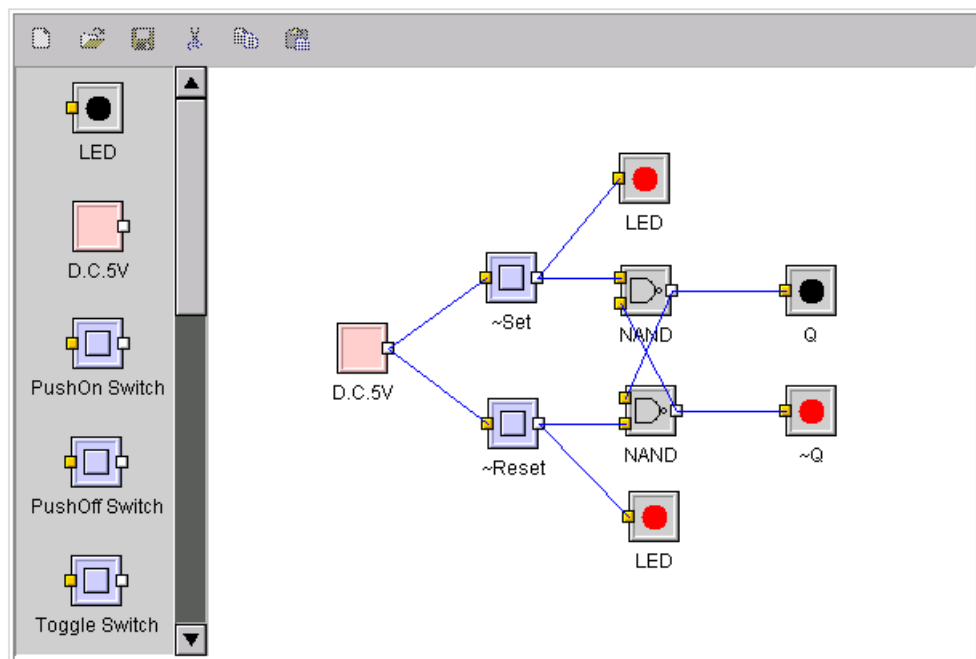 LED
D.C.5V
PushOn Switch
PushOff Switch
Toggle Switch
LED
~Set
NAND
Q
D.C.5V
~Reset
NAND
~Q
LED